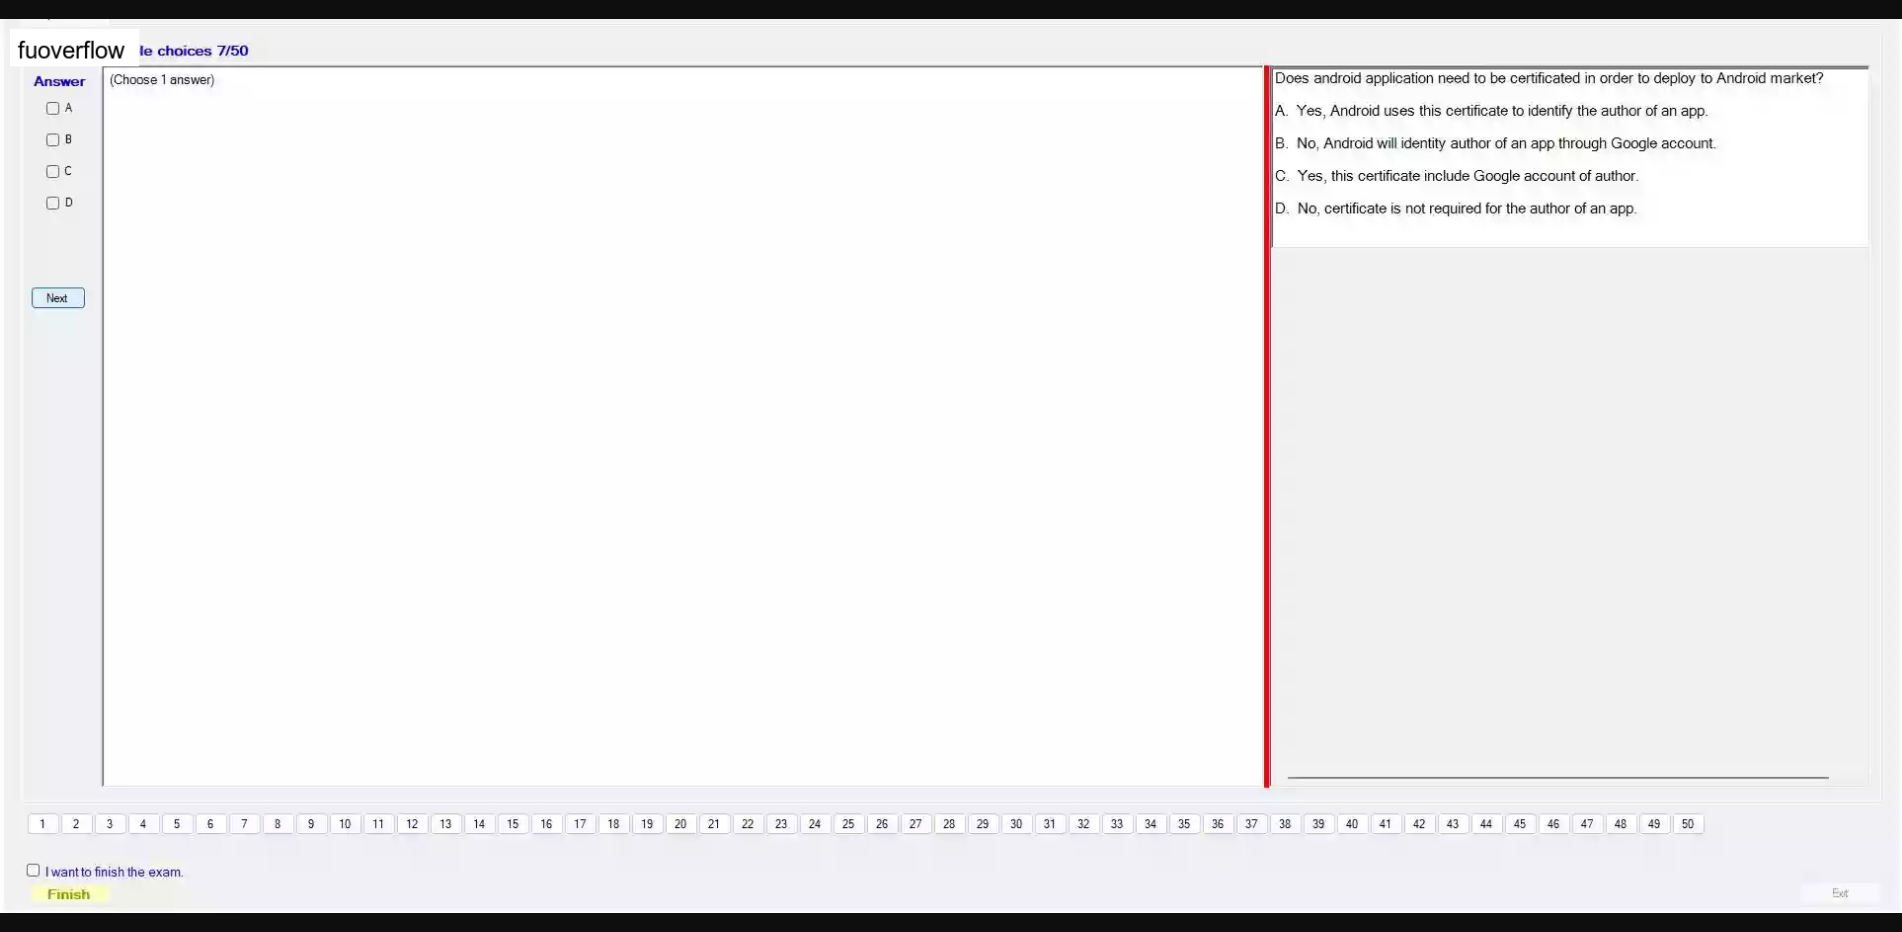 fuoverflow le choices 7/50
Answer
(Choose 1 answer)
A
B
C
D
Next
Does android application need to be certificated in order to deploy to Android market?
A. Yes, Android uses this certificate to identify the author of an app.
B. No, Android will identity author of an app through Google account.
C. Yes, this certificate include Google account of author.
D. No, certificate is not required for the author of an app.
1 2 3 4 5 6 7 8 9 10 11 12 13 14 15 16 17 18 19 20 21 22 23 24 25 26 27 28 29 30 31 32 33 34 35 36 37 38 39 40 41 42 43 44 45 46 47 48 49 50
I want to finish the exam.
Finish
Exit